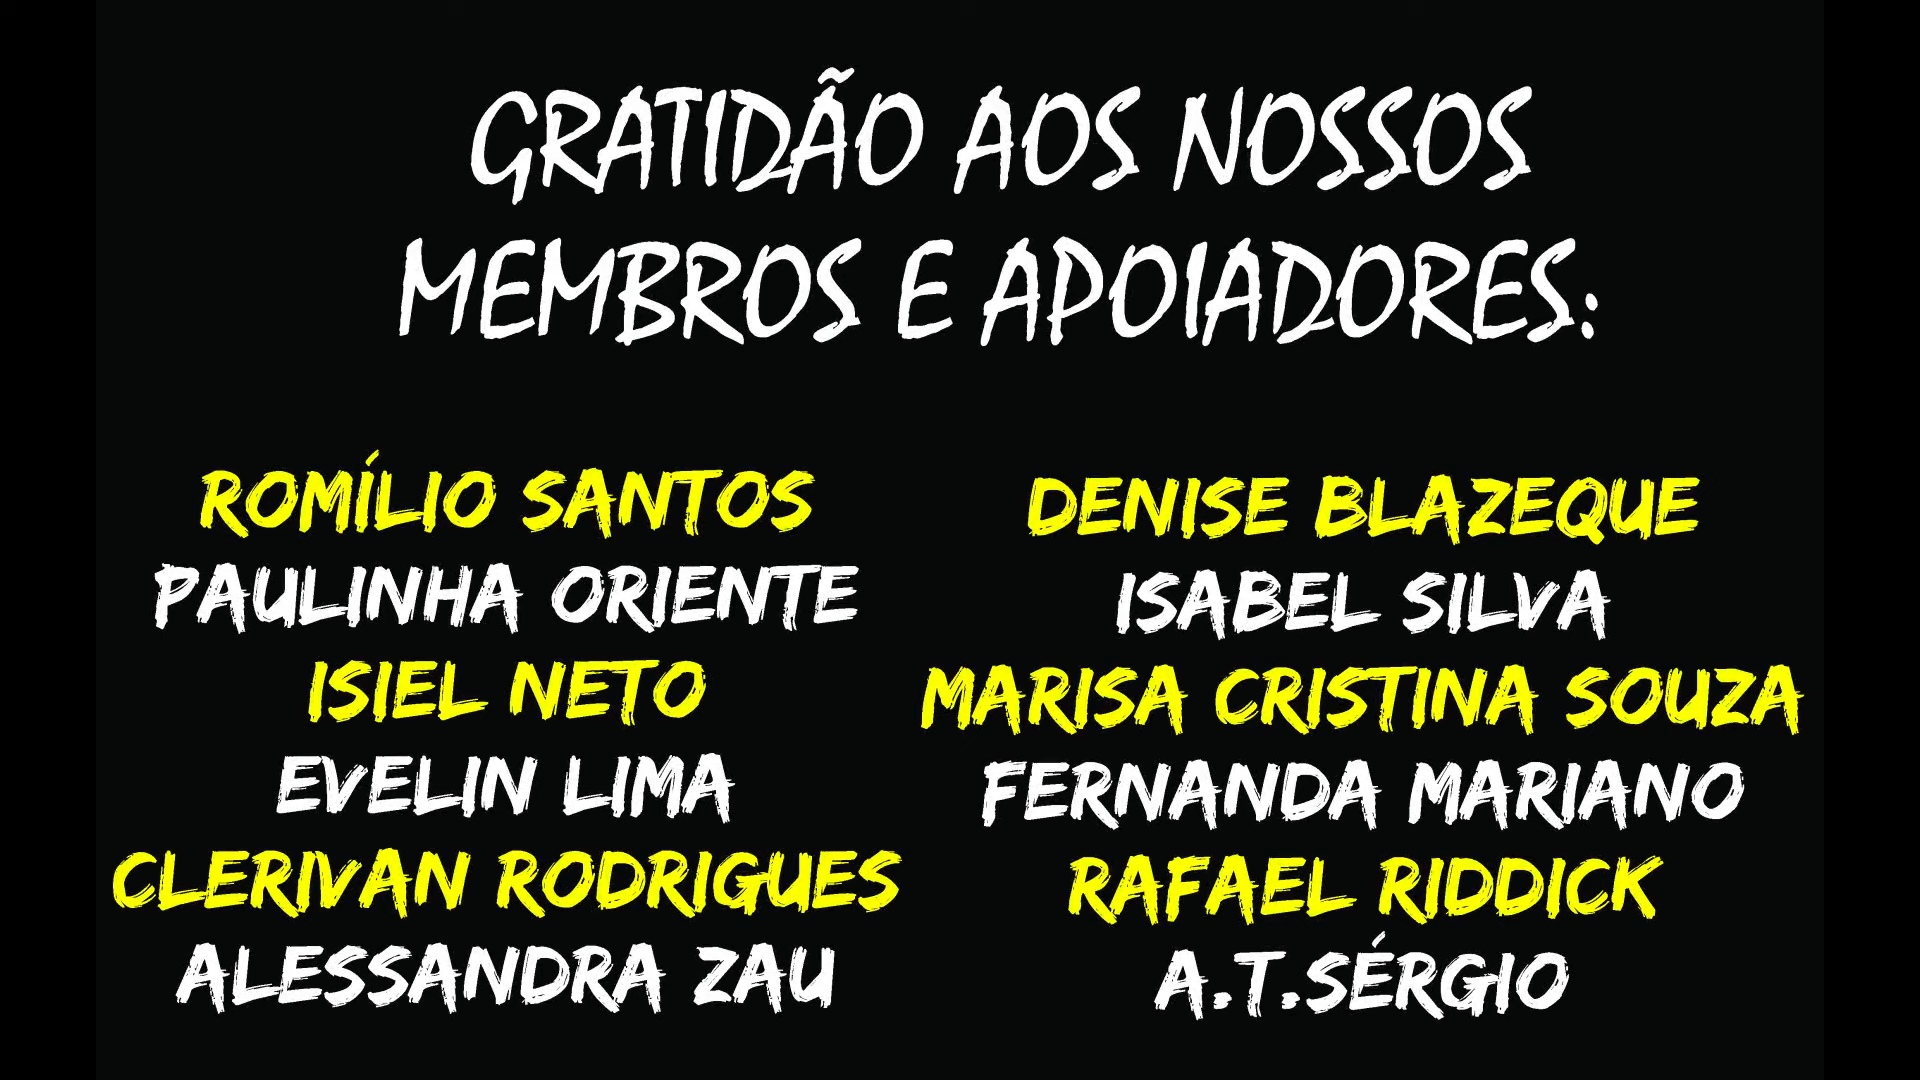 GRATIDÃO AOS NOSSOS
MEMBROS E APOIADORES:
ROMÍLIO SANTOS
PAULINHA ORIENTE
ISIEL NETO
EVELIN LIMA
CLERIVAN RODRIGUES
ALESSANDRA ZAU
DENISE BLAZEQUE
ISABEL SILVA
MARISA CRISTINA SOUZA
FERNANDA MARIANO
RAFAEL RIDDICK
A.T.SÉRGIO